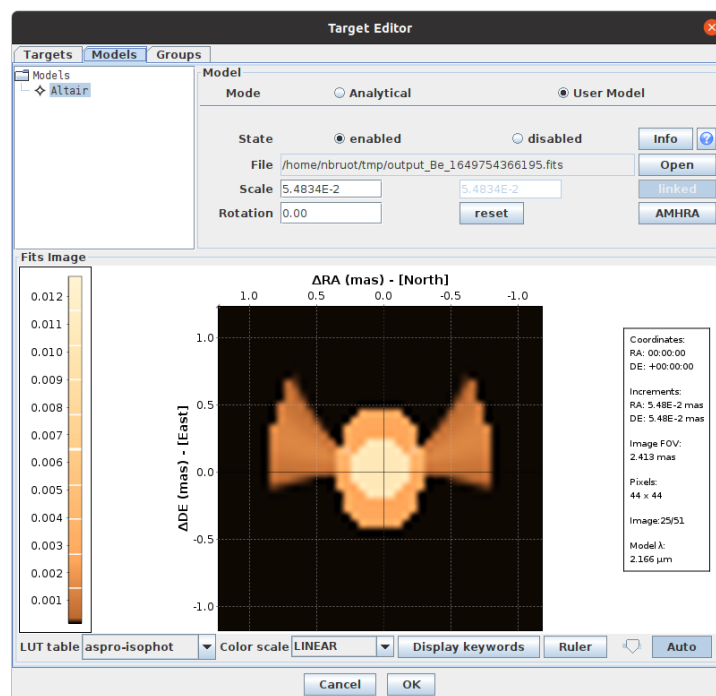 Target Editor
Targets Models Groups
Models
Altair
Model
Mode Analytical User Model
State enabled disabled Info ?
File /home/nbruot/tmp/output_Be_1649754366195.fits Open
Scale 5.4834E-2 5.4834E-2 linked
Rotation 0.00 reset AMHRA
Fits Image
ΔRA (mas) - [North]
1.0 0.5 0.0 -0.5 -1.0
ΔDE (mas) - [East]
1.0
0.5
0.0
-0.5
-1.0
0.012
0.011
0.010
0.009
0.008
0.007
0.006
0.005
0.004
0.003
0.002
0.001
Coordinates:
RA: 00:00:00
DE: +00:00:00
Increments:
RA: 5.48E-2 mas
DE: 5.48E-2 mas
Image FOV:
2.413 mas
Pixels:
44 x 44
Image:25/51
Model λ:
2.166 μm
LUT table aspro-isophot Color scale LINEAR Display keywords Ruler Auto
Cancel OK